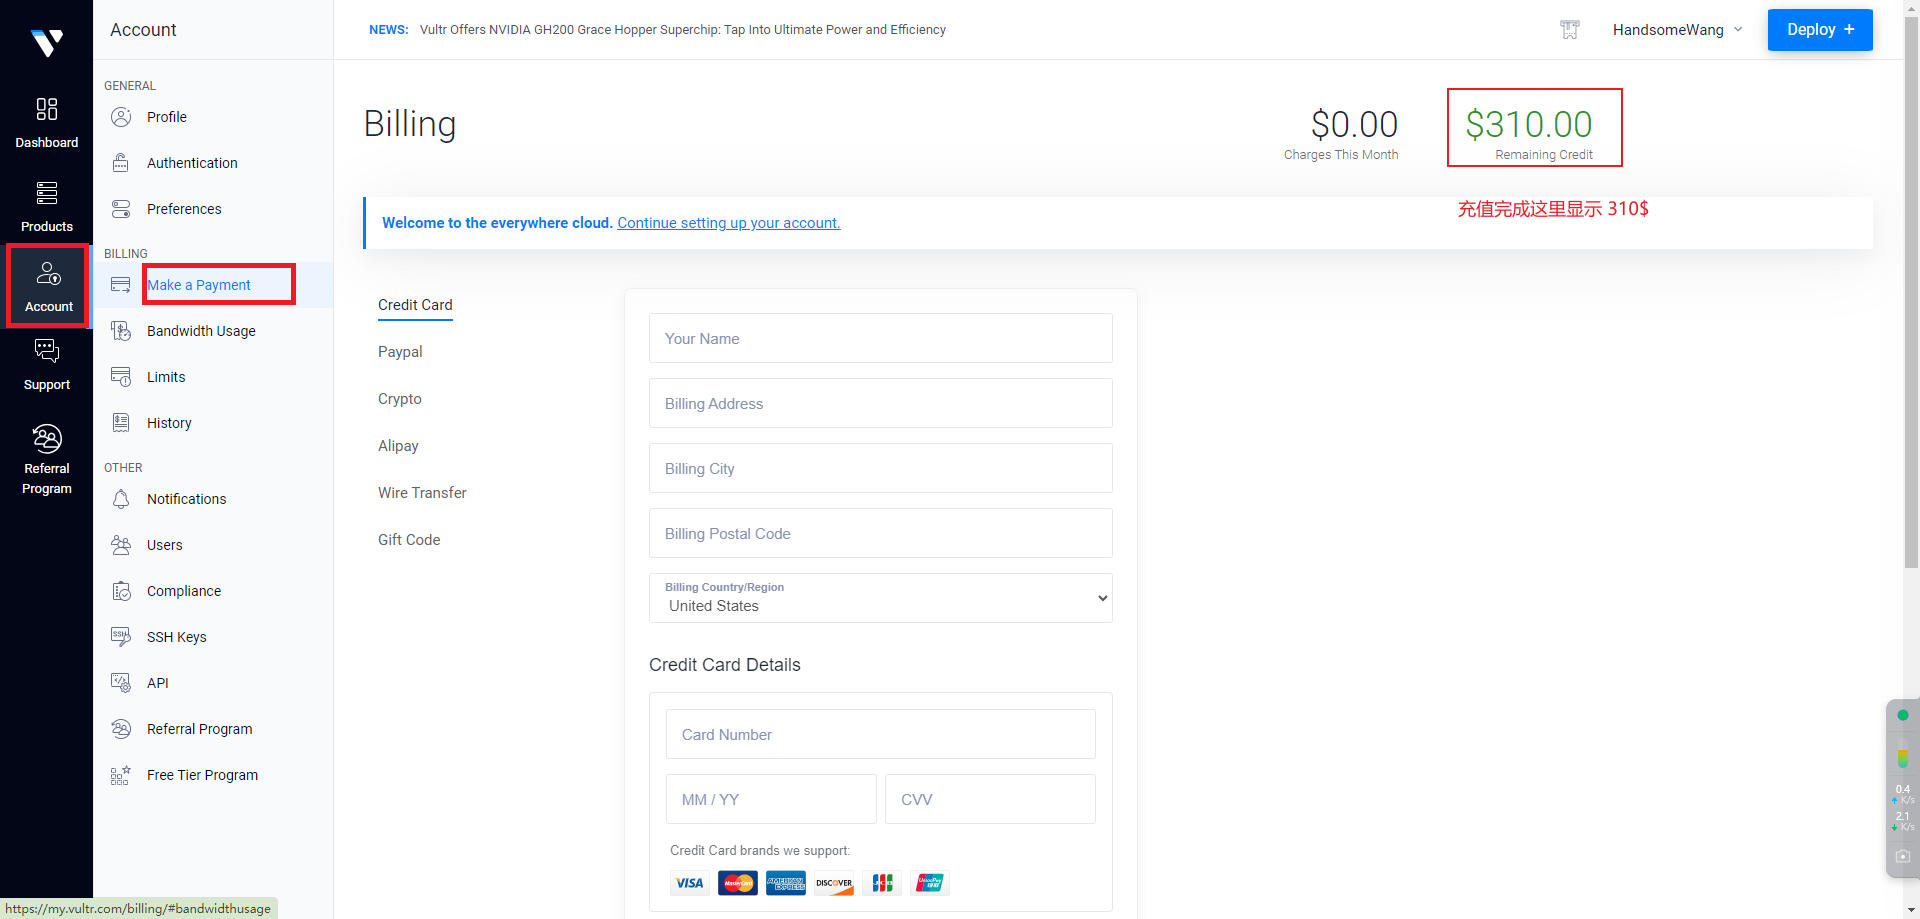 Account
NEWS: Vultr Offers NVIDIA GH200 Grace Hopper Superchip: Tap Into Ultimate Power and Efficiency
HandsomeWang
Deploy +
Dashboard
Products
Account
Support
Referral
Program
GENERAL
Profile
Authentication
Preferences
BILLING
Make a Payment
Bandwidth Usage
Limits
History
OTHER
Notifications
Users
Compliance
SSH Keys
API
Referral Program
Free Tier Program
Billing
$0.00
Charges This Month
$310.00
Remaining Credit
充值完成这里显示 310$
Welcome to the everywhere cloud. Continue setting up your account.
Credit Card
Paypal
Crypto
Alipay
Wire Transfer
Gift Code
Your Name
Billing Address
Billing City
Billing Postal Code
Billing Country/Region
United States
Credit Card Details
Card Number
MM / YY
CVV
Credit Card brands we support:
VISA
MasterCard
AMERICAN EXPRESS
DISCOVER
JCB
UnionPay
0.4
K/s
2.1
K/s
https://my.vultr.com/billing/#bandwidthusage